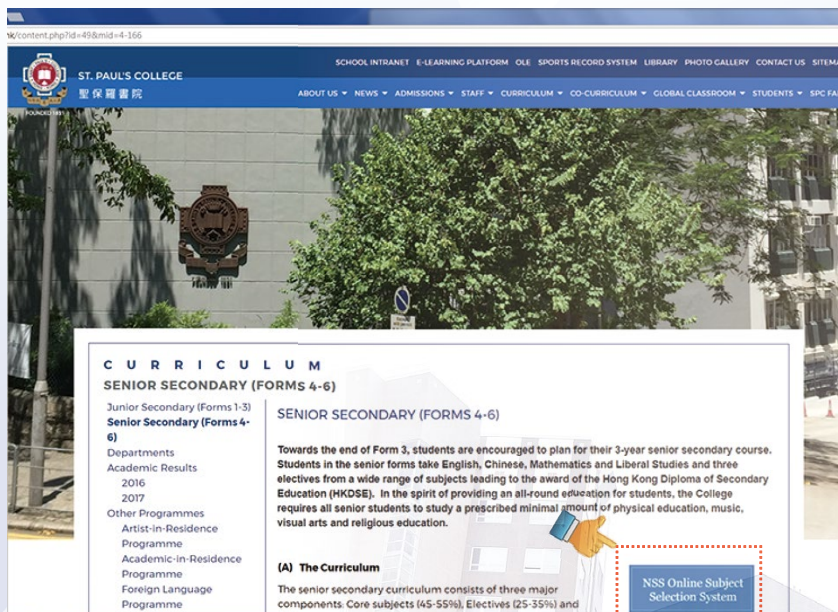 nk/content.php?id=49&mid=4-166
SCHOOL INTRANET E-LEARNING PLATFORM OLE SPORTS RECORD SYSTEM LIBRARY PHOTO GALLERY CONTACT US SITEMA
ST. PAUL'S COLLEGE
聖保羅書院
ABOUT US NEWS ADMISSIONS STAFF CURRICULUM CO-CURRICULUM GLOBAL CLASSROOM STUDENTS SPC FA
FOUNDED 1851
FOUNDED 1851
CURRICULUM
SENIOR SECONDARY (FORMS 4-6)
Junior Secondary (Forms 1-3)
Senior Secondary (Forms 4-
6)
Departments
Academic Results
2016
2017
Other Programmes
Artist-in-Residence
Programme
Academic-in-Residence
Programme
Foreign Language
Programme
SENIOR SECONDARY (FORMS 4-6)
Towards the end of Form 3, students are encouraged to plan for their 3-year senior secondary course.
Students in the senior forms take English, Chinese, Mathematics and Liberal Studies and three
electives from a wide range of subjects leading to the award of the Hong Kong Diploma of Secondary
Education (HKDSE). In the spirit of providing an all-round education for students, the College
requires all senior students to study a prescribed minimal amount of physical education, music,
visual arts and religious education.
(A) The Curriculum
The senior secondary curriculum consists of three major
components: Core subjects (45-55%), Electives (25-35%) and
NSS Online Subject
Selection System